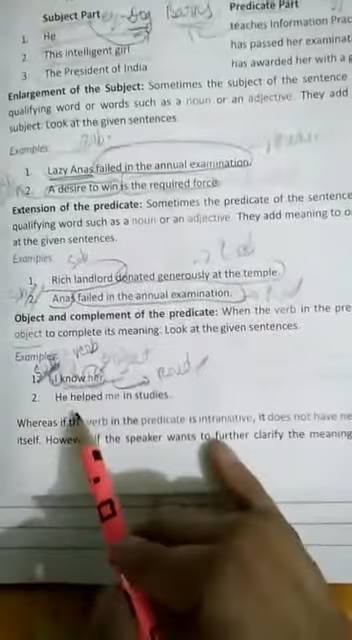 Subject Part eg- Dog Barks Predicate Part
1. He teaches Information Prac
2. This intelligent girl has passed her examinat
3 The President of India has awarded her with a
Enlargement of the Subject: Sometimes the subject of the sentence
qualifying word or words such as a noun or an adjective. They add
subject. Look at the given sentences.
Examples:
1. Lazy Anas failed in the annual examination.
2. A desire to win is the required force.
Extension of the predicate: Sometimes the predicate of the sentence
qualifying word such as a noun or an adjective. They add meaning to
at the given sentences.
Examples: Sub
1. Rich landlord donated generously at the temple.
2. Anas failed in the annual examination.
Object and complement of the predicate: When the verb in the pre
object to complete its meaning. Look at the given sentences.
Examples verb object
1. I know her
2. He helped me in studies.
Whereas if the verb in the predicate is intransitive, it does not have
itself. However if the speaker wants to further clarify the meaning